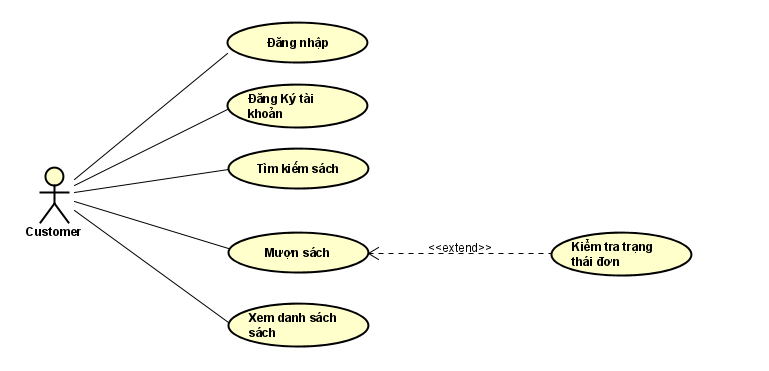 Đăng nhập
Đăng Ký tài
khoản
Tìm kiếm sách
Customer
Mượn sách
<<extend>>
Kiểm tra trạng
thái đơn
Xem danh sách
sách